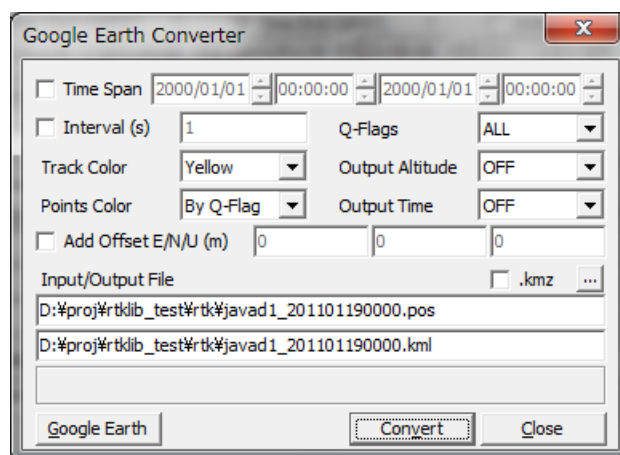 Google Earth Converter
Time Span 2000/01/01 00:00:00 2000/01/01 00:00:00
Interval (s) 1 Q-Flags ALL
Track Color Yellow Output Altitude OFF
Points Color By Q-Flag Output Time OFF
Add Offset E/N/U (m) 0 0 0
Input/Output File .kmz ...
D:¥proj¥rtklib_test¥rtk¥javad1_201101190000.pos
D:¥proj¥rtklib_test¥rtk¥javad1_201101190000.kml
Google Earth Convert Close